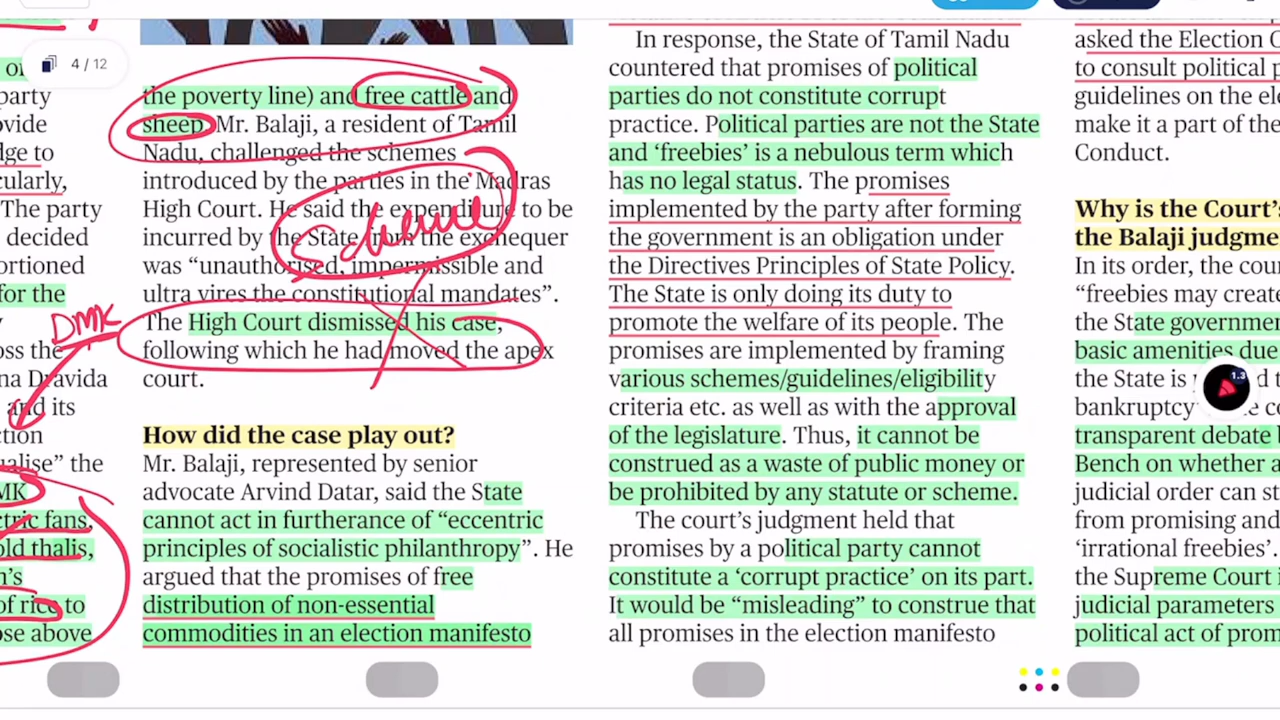 4 / 12
party
ovide
dge to
cularly,
The party
decided
ortioned
for the
DMK
oss the
na Dravida
and its
ction
ualise” the
MK
ctric fans,
old thalis,
n’s
of rice to
ose above
the poverty line) and free cattle and
sheep. Mr. Balaji, a resident of Tamil
Nadu, challenged the schemes
introduced by the parties in the Madras
High Court. He said the expenditure to be
Scheme
incurred by the State from the exchequer
was “unauthorised, impermissible and
ultra vires the constitutional mandates”.
The High Court dismissed his case,
following which he had moved the apex
court.
How did the case play out?
Mr. Balaji, represented by senior
advocate Arvind Datar, said the State
cannot act in furtherance of “eccentric
principles of socialistic philanthropy”. He
argued that the promises of free
distribution of non-essential
commodities in an election manifesto
In response, the State of Tamil Nadu
countered that promises of political
parties do not constitute corrupt
practice. Political parties are not the State
and ‘freebies’ is a nebulous term which
has no legal status. The promises
implemented by the party after forming
the government is an obligation under
the Directives Principles of State Policy.
The State is only doing its duty to
promote the welfare of its people. The
promises are implemented by framing
various schemes/guidelines/eligibility
criteria etc. as well as with the approval
of the legislature. Thus, it cannot be
construed as a waste of public money or
be prohibited by any statute or scheme.
The court’s judgment held that
promises by a political party cannot
constitute a ‘corrupt practice’ on its part.
It would be “misleading” to construe that
all promises in the election manifesto
asked the Election C
to consult political p
guidelines on the ele
make it a part of the
Conduct.
Why is the Court’s
the Balaji judgme
In its order, the cour
“freebies may create
the State governmen
basic amenities due
the State is
bankruptcy
1.3
transparent debate b
Bench on whether a
judicial order can st
from promising and
‘irrational freebies’.
the Supreme Court i
judicial parameters
political act of prom